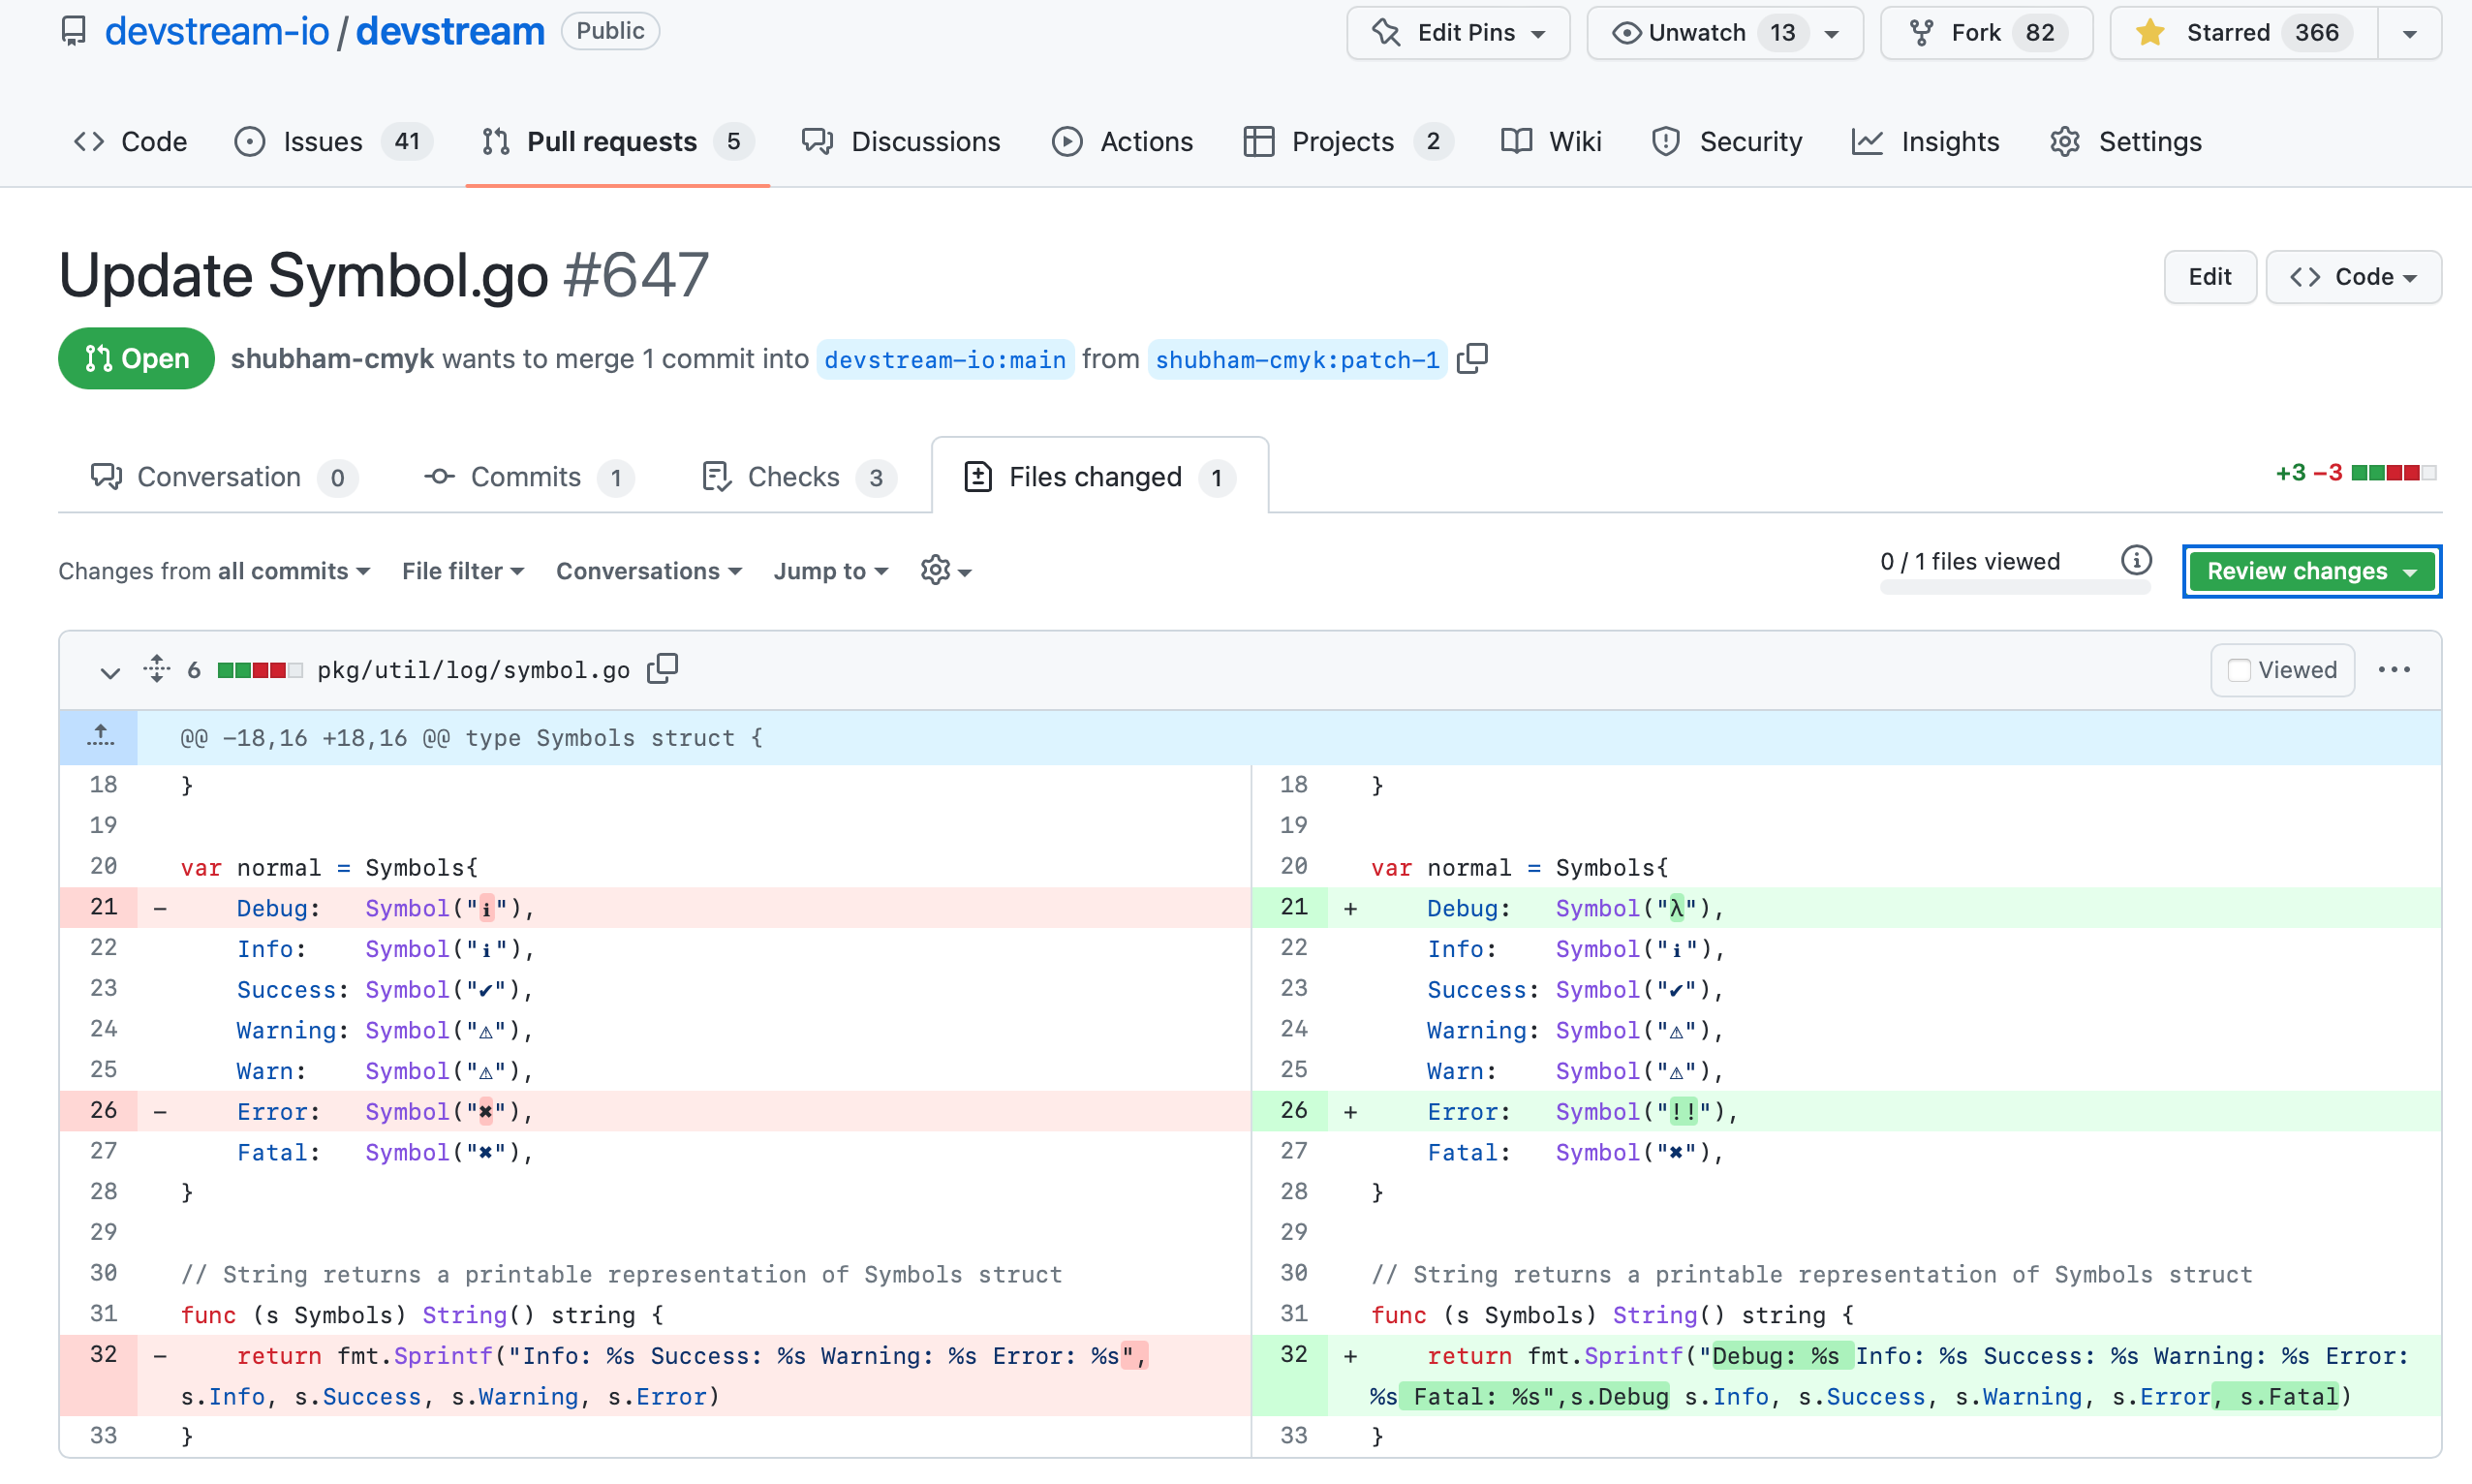 devstream-io / devstream Public Edit Pins Unwatch 13 Fork 82 Starred 366
Code Issues 41 Pull requests 5 Discussions Actions Projects 2 Wiki Security Insights Settings
Update Symbol.go #647 Edit Code
Open shubham-cmyk wants to merge 1 commit into devstream-io:main from shubham-cmyk:patch-1
Conversation 0 Commits 1 Checks 3 Files changed 1 +3 −3
Changes from all commits File filter Conversations Jump to 0 / 1 files viewed Review changes
6 pkg/util/log/symbol.go Viewed
@@ −18,16 +18,16 @@ type Symbols struct {
18 }
19
20 var normal = Symbols{
21 − Debug: Symbol("ℹ"),
22 Info: Symbol("ℹ"),
23 Success: Symbol("✔"),
24 Warning: Symbol("⚠"),
25 Warn: Symbol("⚠"),
26 − Error: Symbol("✖"),
27 Fatal: Symbol("✖"),
28 }
29
30 // String returns a printable representation of Symbols struct
31 func (s Symbols) String() string {
32 − return fmt.Sprintf("Info: %s Success: %s Warning: %s Error: %s",
s.Info, s.Success, s.Warning, s.Error)
33 }
18 }
19
20 var normal = Symbols{
21 + Debug: Symbol("λ"),
22 Info: Symbol("ℹ"),
23 Success: Symbol("✔"),
24 Warning: Symbol("⚠"),
25 Warn: Symbol("⚠"),
26 + Error: Symbol("!!"),
27 Fatal: Symbol("✖"),
28 }
29
30 // String returns a printable representation of Symbols struct
31 func (s Symbols) String() string {
32 + return fmt.Sprintf("Debug: %s Info: %s Success: %s Warning: %s Error:
%s Fatal: %s",s.Debug s.Info, s.Success, s.Warning, s.Error, s.Fatal)
33 }